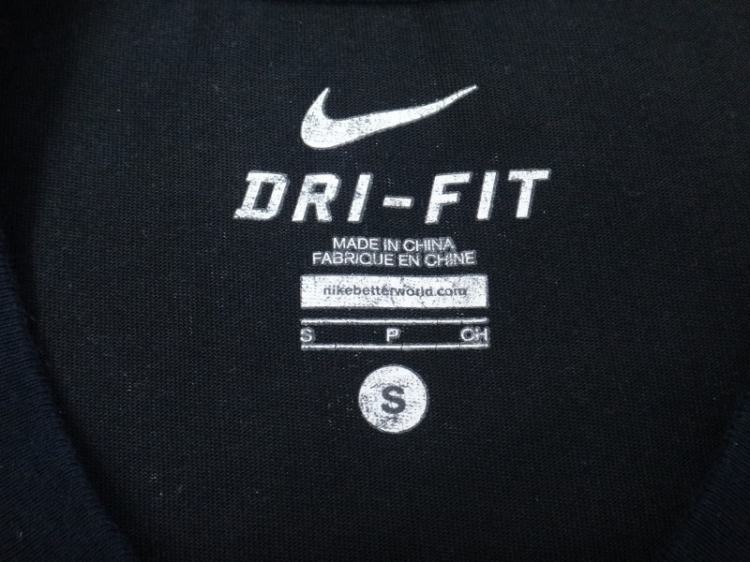 DRI-FIT
MADE IN CHINA
FABRIQUE EN CHINE
nikebetterworld.com
S P CH
S